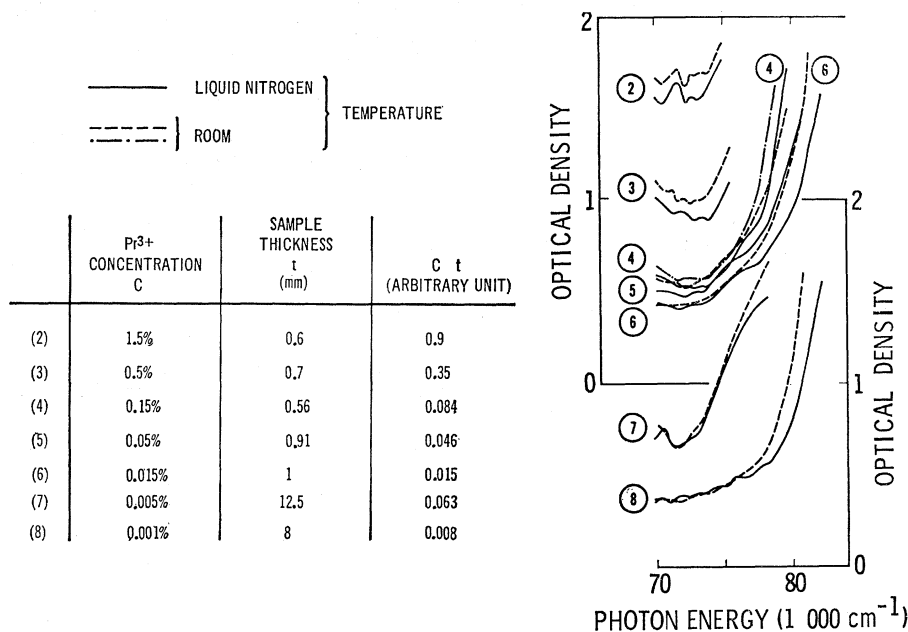 LIQUID NITROGEN
ROOM
TEMPERATURE
Pr3+
CONCENTRATION
C
SAMPLE
THICKNESS
t
(mm)
C t
(ARBITRARY UNIT)
(2) 1.5% 0.6 0.9
(3) 0.5% 0.7 0.35
(4) 0.15% 0.56 0.084
(5) 0.05% 0.91 0.046
(6) 0.015% 1 0.015
(7) 0.005% 12.5 0.063
(8) 0.001% 8 0.008
2
1
0
OPTICAL DENSITY
2
3
4
5
6
7
8
4
6
2
1
0
OPTICAL DENSITY
70 80
PHOTON ENERGY (1 000 cm-1)